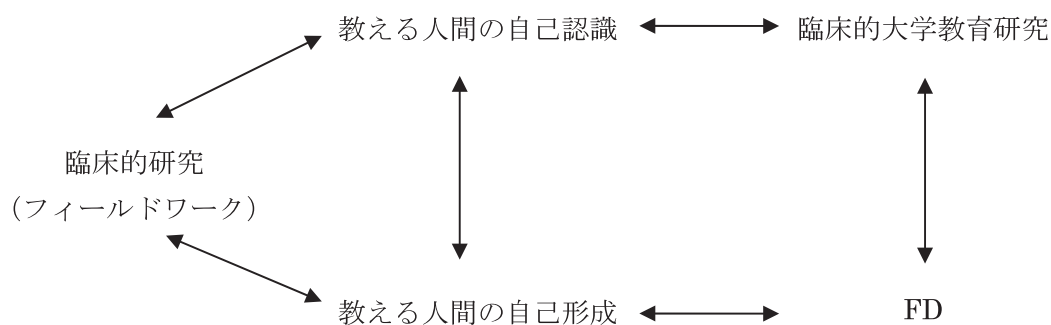 教える人間の自己認識
臨床的大学教育研究
臨床的研究
（フィールドワーク）
教える人間の自己形成
FD